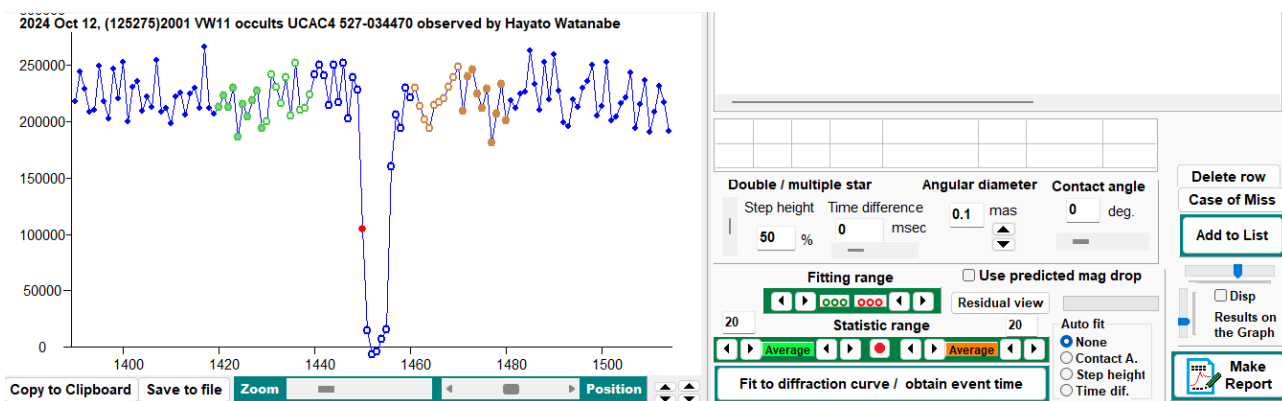 2024 Oct 12, (125275)2001 VW11 occults UCAC4 527-034470 observed by Hayato Watanabe
250000
200000
150000
100000
50000
0
1400
1420
1440
1460
1480
1500
Copy to Clipboard
Save to file
Zoom
Position
Double / multiple star
Angular diameter
Contact angle
Step height
Time difference
50
%
0
msec
0.1
mas
0
deg.
Fitting range
Use predicted mag drop
ooo
ooo
Residual view
20
Statistic range
20
Average
Average
Fit to diffraction curve / obtain event time
Auto fit
None
Contact A.
Step height
Time dif.
Delete row
Case of Miss
Add to List
Disp
Results on
the Graph
Make
Report